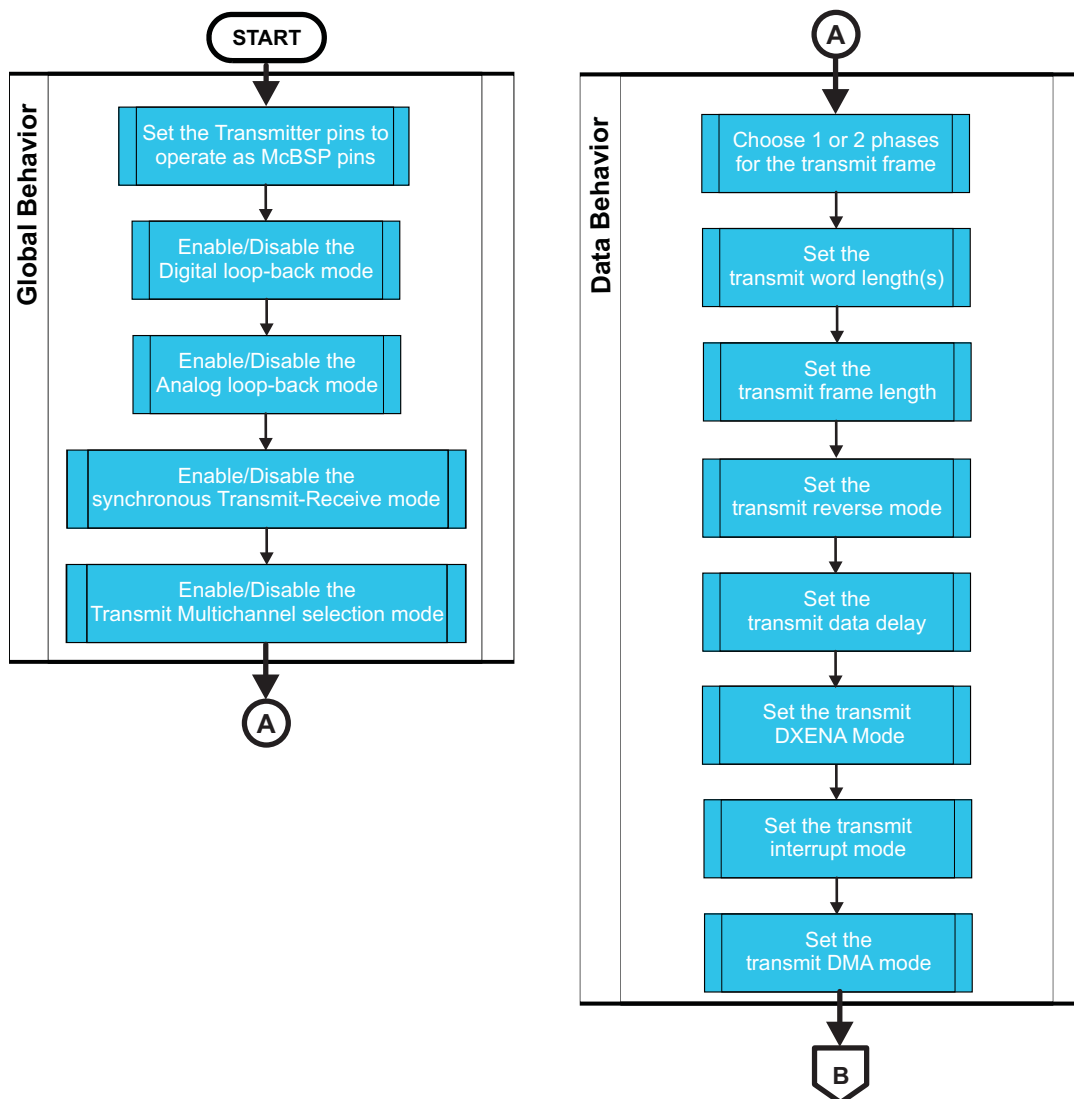 START
Global Behavior
Set the Transmitter pins to
operate as McBSP pins
Enable/Disable the
Digital loop-back mode
Enable/Disable the
Analog loop-back mode
Enable/Disable the
synchronous Transmit-Receive mode
Enable/Disable the
Transmit Multichannel selection mode
A
A
Data Behavior
Choose 1 or 2 phases
for the transmit frame
Set the
transmit word length(s)
Set the
transmit frame length
Set the
transmit reverse mode
Set the
transmit data delay
Set the transmit
DXENA Mode
Set the transmit
interrupt mode
Set the
transmit DMA mode
B